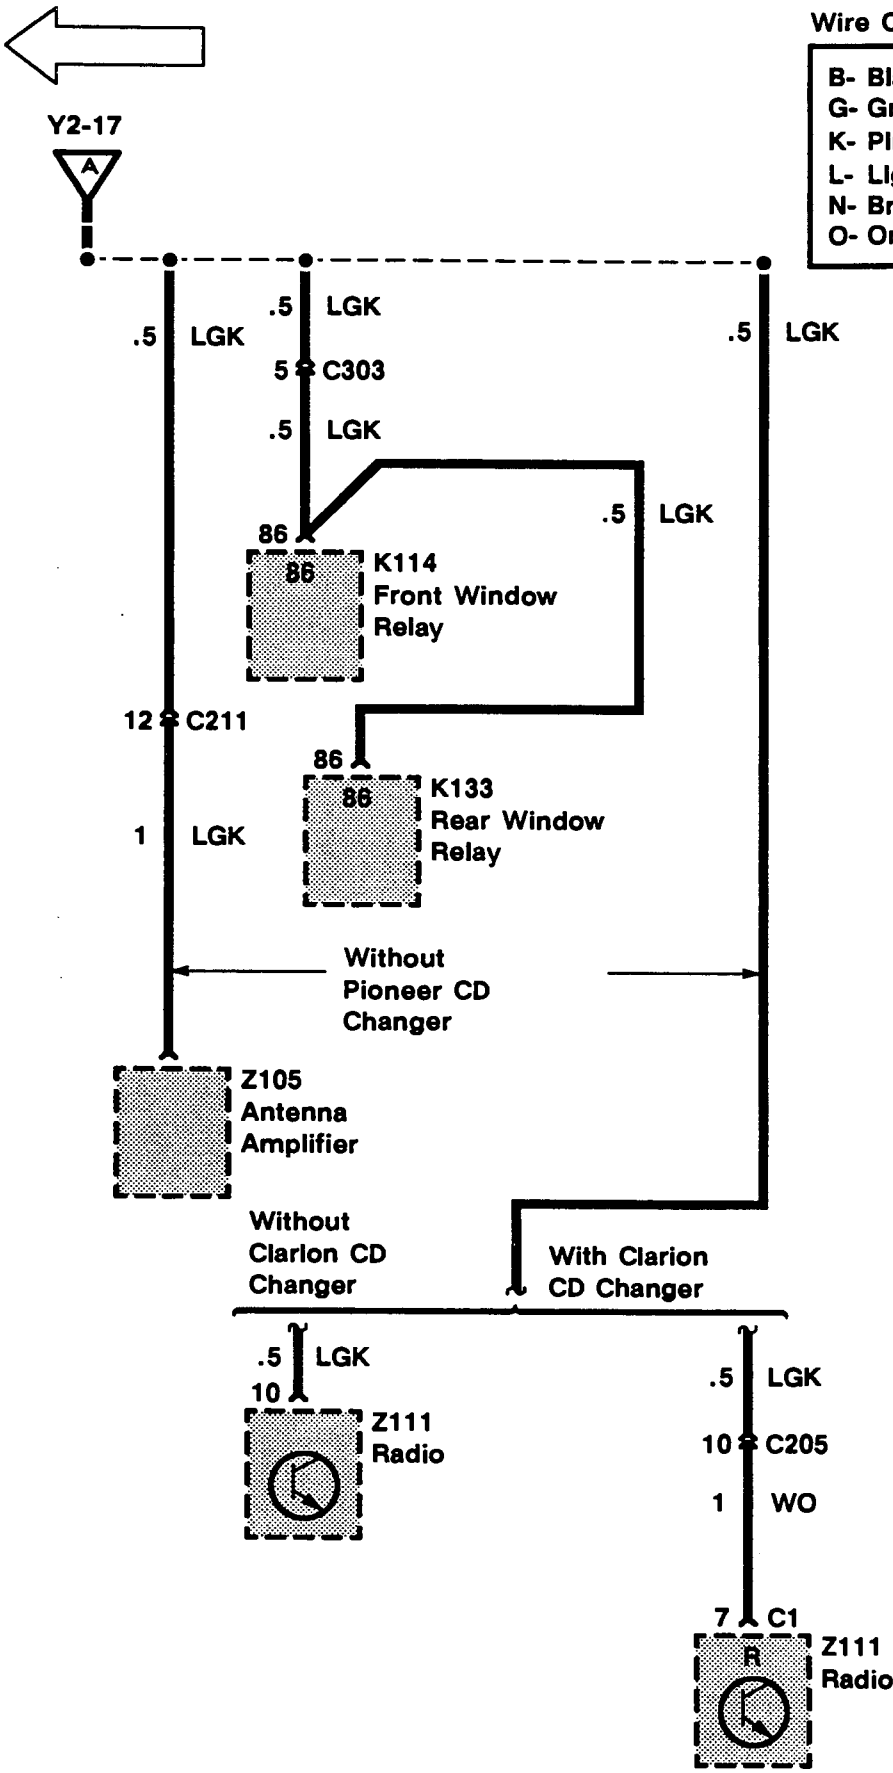 Wire C
Y2-17
A
B- Bl
G- Gr
K- Pi
L- Lig
N- Br
O- Or
.5 LGK
.5 LGK
.5 LGK
5 C303
.5 LGK
.5 LGK
86
86
K114
Front Window
Relay
12 C211
86
86
K133
Rear Window
Relay
1 LGK
Without
Pioneer CD
Changer
Z105
Antenna
Amplifier
Without
Clarion CD
Changer
With Clarion
CD Changer
.5 LGK
10
Z111
Radio
.5 LGK
10 C205
1 WO
7 C1
R
Z111
Radio